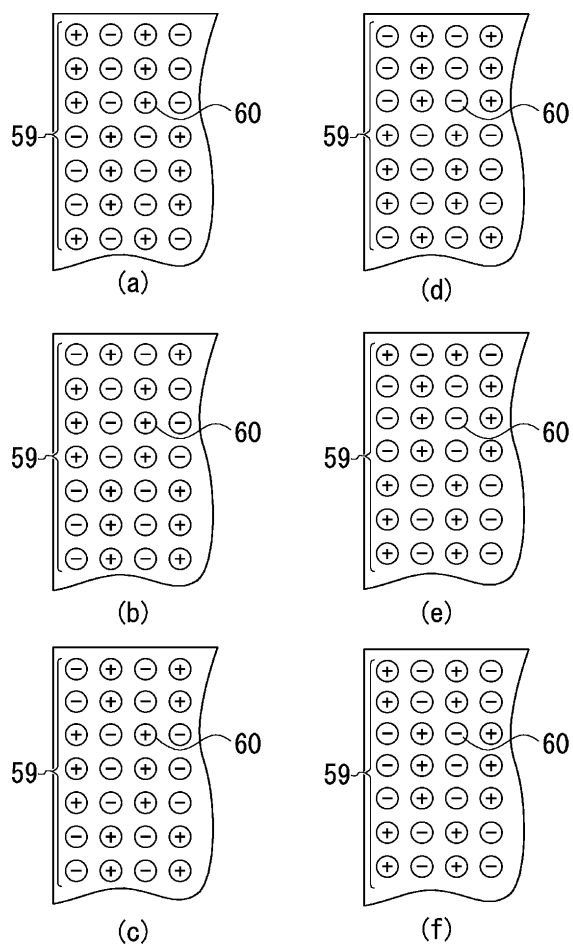 ⊕ ⊖ ⊕ ⊖
⊕ ⊖ ⊕ ⊖
⊕ ⊖ ⊕ ⊖ 60
59 ⊖ ⊕ ⊖ ⊕
⊖ ⊕ ⊖ ⊕
⊖ ⊕ ⊖ ⊕
⊕ ⊖ ⊕ ⊖
(a)
⊖ ⊕ ⊖ ⊕
⊕ ⊖ ⊕ ⊖
⊕ ⊖ ⊕ ⊖ 60
59 ⊕ ⊖ ⊕ ⊖
⊖ ⊕ ⊖ ⊕
⊖ ⊕ ⊖ ⊕
⊖ ⊕ ⊖ ⊕
(b)
⊖ ⊕ ⊖ ⊕
⊖ ⊕ ⊖ ⊕
⊕ ⊖ ⊕ ⊖ 60
59 ⊕ ⊖ ⊕ ⊖
⊕ ⊖ ⊕ ⊖
⊖ ⊕ ⊖ ⊕
⊖ ⊕ ⊖ ⊕
(c)
⊖ ⊕ ⊖ ⊕
⊖ ⊕ ⊖ ⊕
⊖ ⊕ ⊖ ⊕ 60
59 ⊕ ⊖ ⊕ ⊖
⊕ ⊖ ⊕ ⊖
⊕ ⊖ ⊕ ⊖
⊖ ⊕ ⊖ ⊕
(d)
⊕ ⊖ ⊕ ⊖
⊖ ⊕ ⊖ ⊕
⊖ ⊕ ⊖ ⊕ 60
59 ⊖ ⊕ ⊖ ⊕
⊕ ⊖ ⊕ ⊖
⊕ ⊖ ⊕ ⊖
⊕ ⊖ ⊕ ⊖
(e)
⊕ ⊖ ⊕ ⊖
⊕ ⊖ ⊕ ⊖
⊖ ⊕ ⊖ ⊕ 60
59 ⊖ ⊕ ⊖ ⊕
⊖ ⊕ ⊖ ⊕
⊕ ⊖ ⊕ ⊖
⊕ ⊖ ⊕ ⊖
(f)